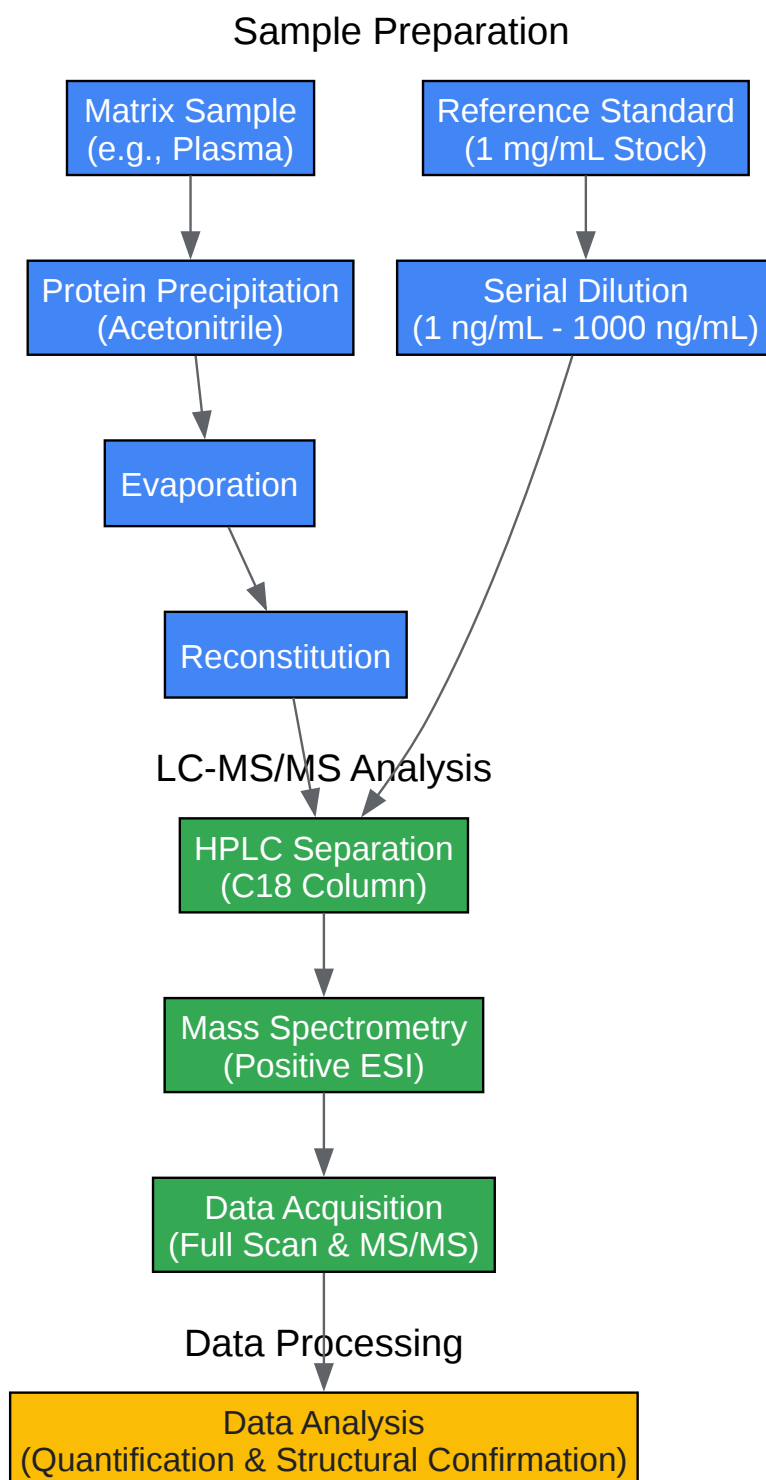 Sample Preparation
Matrix Sample
(e.g., Plasma)
Reference Standard
(1 mg/mL Stock)
Protein Precipitation
(Acetonitrile)
Serial Dilution
(1 ng/mL - 1000 ng/mL)
Evaporation
Reconstitution
LC-MS/MS Analysis
HPLC Separation
(C18 Column)
Mass Spectrometry
(Positive ESI)
Data Acquisition
(Full Scan & MS/MS)
Data Processing
Data Analysis
(Quantification & Structural Confirmation)